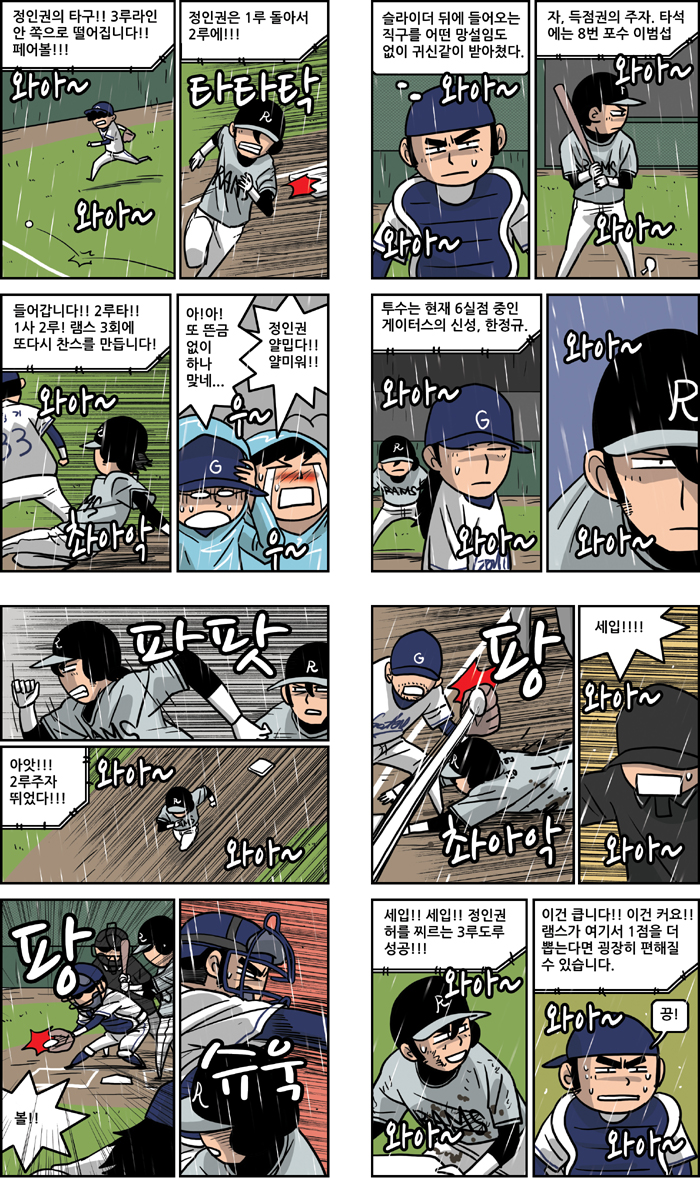 정인권의 타구!! 3루라인
안 쪽으로 떨어집니다!!
페어볼!!!
와아~
와아~
정인권은 1루 돌아서
2루에!!!
타타탁
R
RAMS
들어갑니다!! 2루타!!
1사 2루! 램스 3회에
또다시 찬스를 만듭니다!
와아~
33
촤아악
아!아!
또 뜬금
없이
하나
맞네...
정인권
얄밉다!!
얄미워!!
우~
G
우~
슬라이더 뒤에 들어오는
직구를 어떤 망설임도
없이 귀신같이 받아쳤다.
와아~
와아~
자, 득점권의 주자. 타석
에는 8번 포수 이범섭
와아~
R
RAMS
와아~
투수는 현재 6실점 중인
게이터스의 신성, 한정규.
와아~
G
R
RAMS
와아~
와아~
R
와아~
파팟
R
아앗!!!
2루주자
뛰었다!!!
와아~
R
와아~
팡
볼!!
슈욱
R
팡
G
R
촤아악
세입!!!!
와아~
와아~
세입!! 세입!! 정인권
허를 찌르는 3루도루
성공!!!
와아~
R
와아~
이건 큽니다!! 이건 커요!!
램스가 여기서 1점을 더
뽑는다면 굉장히 편해질
수 있습니다.
와아~
끙!
와아~